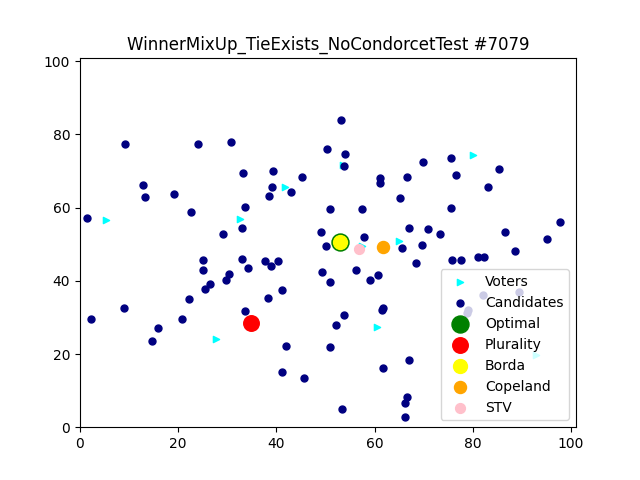 WinnerMixUp_TieExists_NoCondorcetTest #7079
100
80
60
40
20
0
0 20 40 60 80 100
Voters
Candidates
Optimal
Plurality
Borda
Copeland
STV